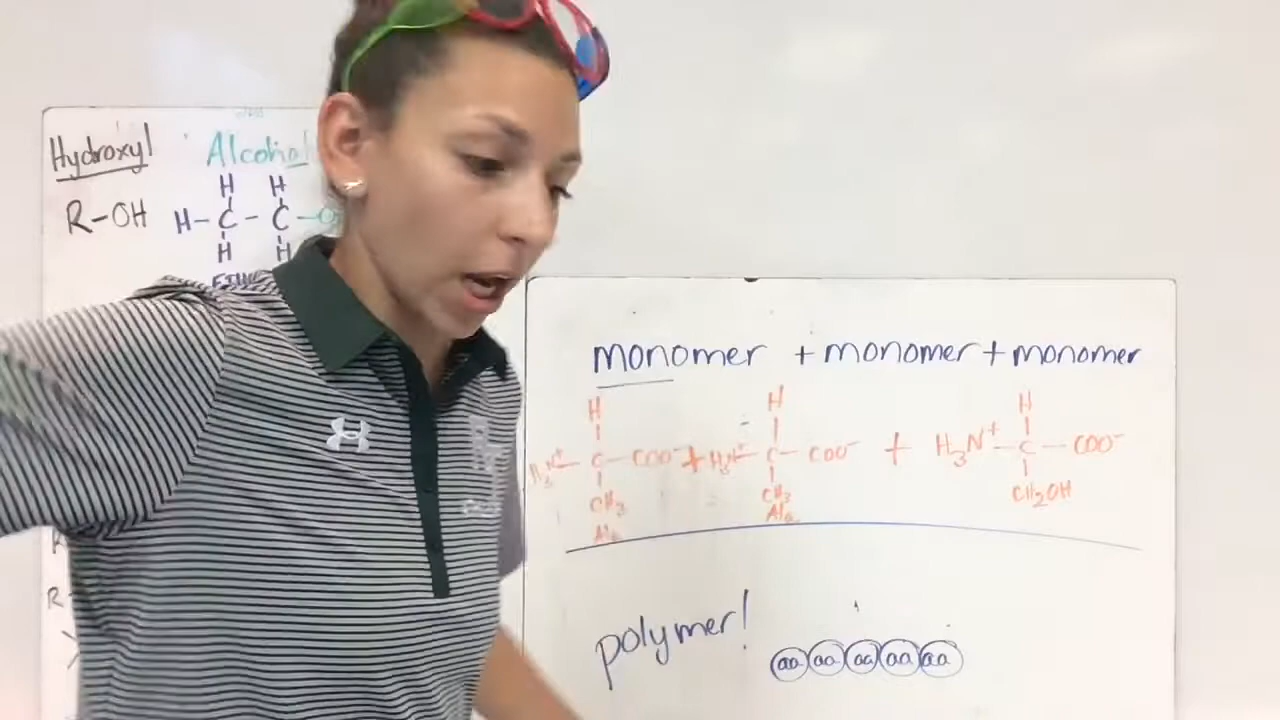 Hydroxyl
Alcohol
R-OH
H H
H-C-C-O
H H
monomer + monomer + monomer
H H H
H₃N⁺-C-COO⁻ + H₃N⁺-C-COO⁻ + H₃N⁺-C-COO⁻
CH₃ CH₃ CH₂OH
Ala Ala
polymer!
aa aa aa aa aa